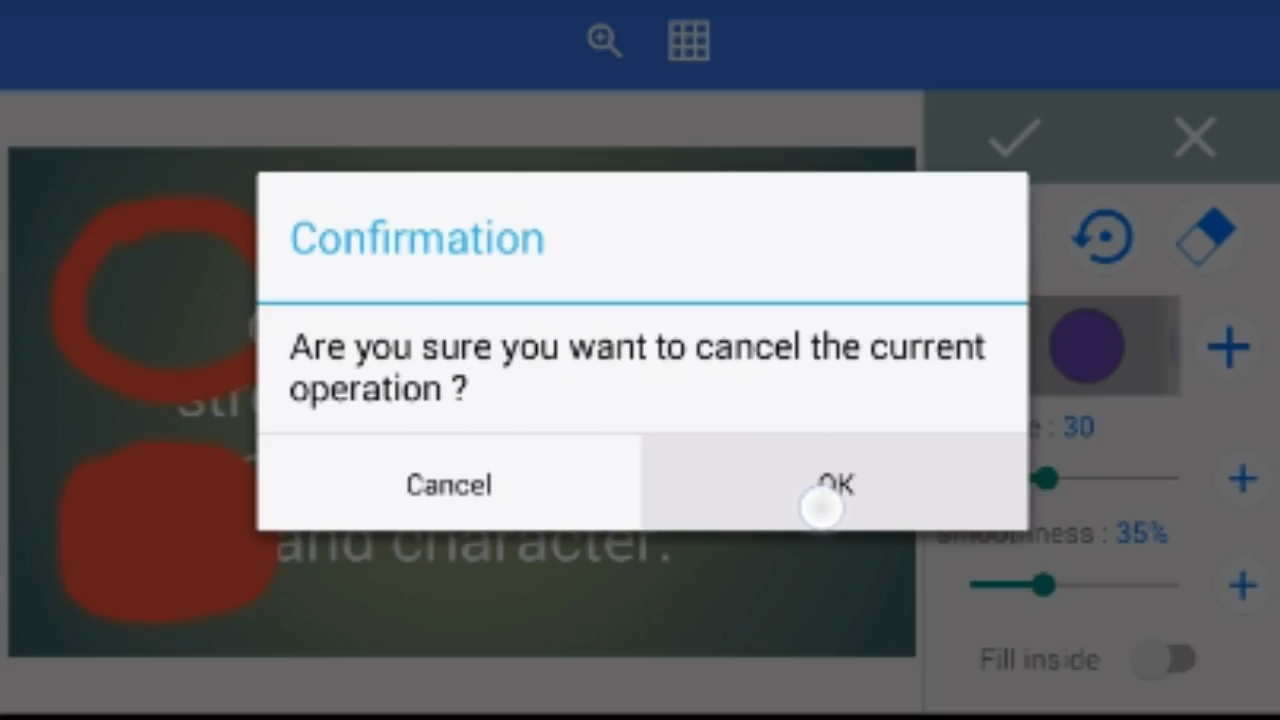 Confirmation
Are you sure you want to cancel the current
operation ?
Cancel
OK
: 30
smoothness : 35%
Fill inside
and character.